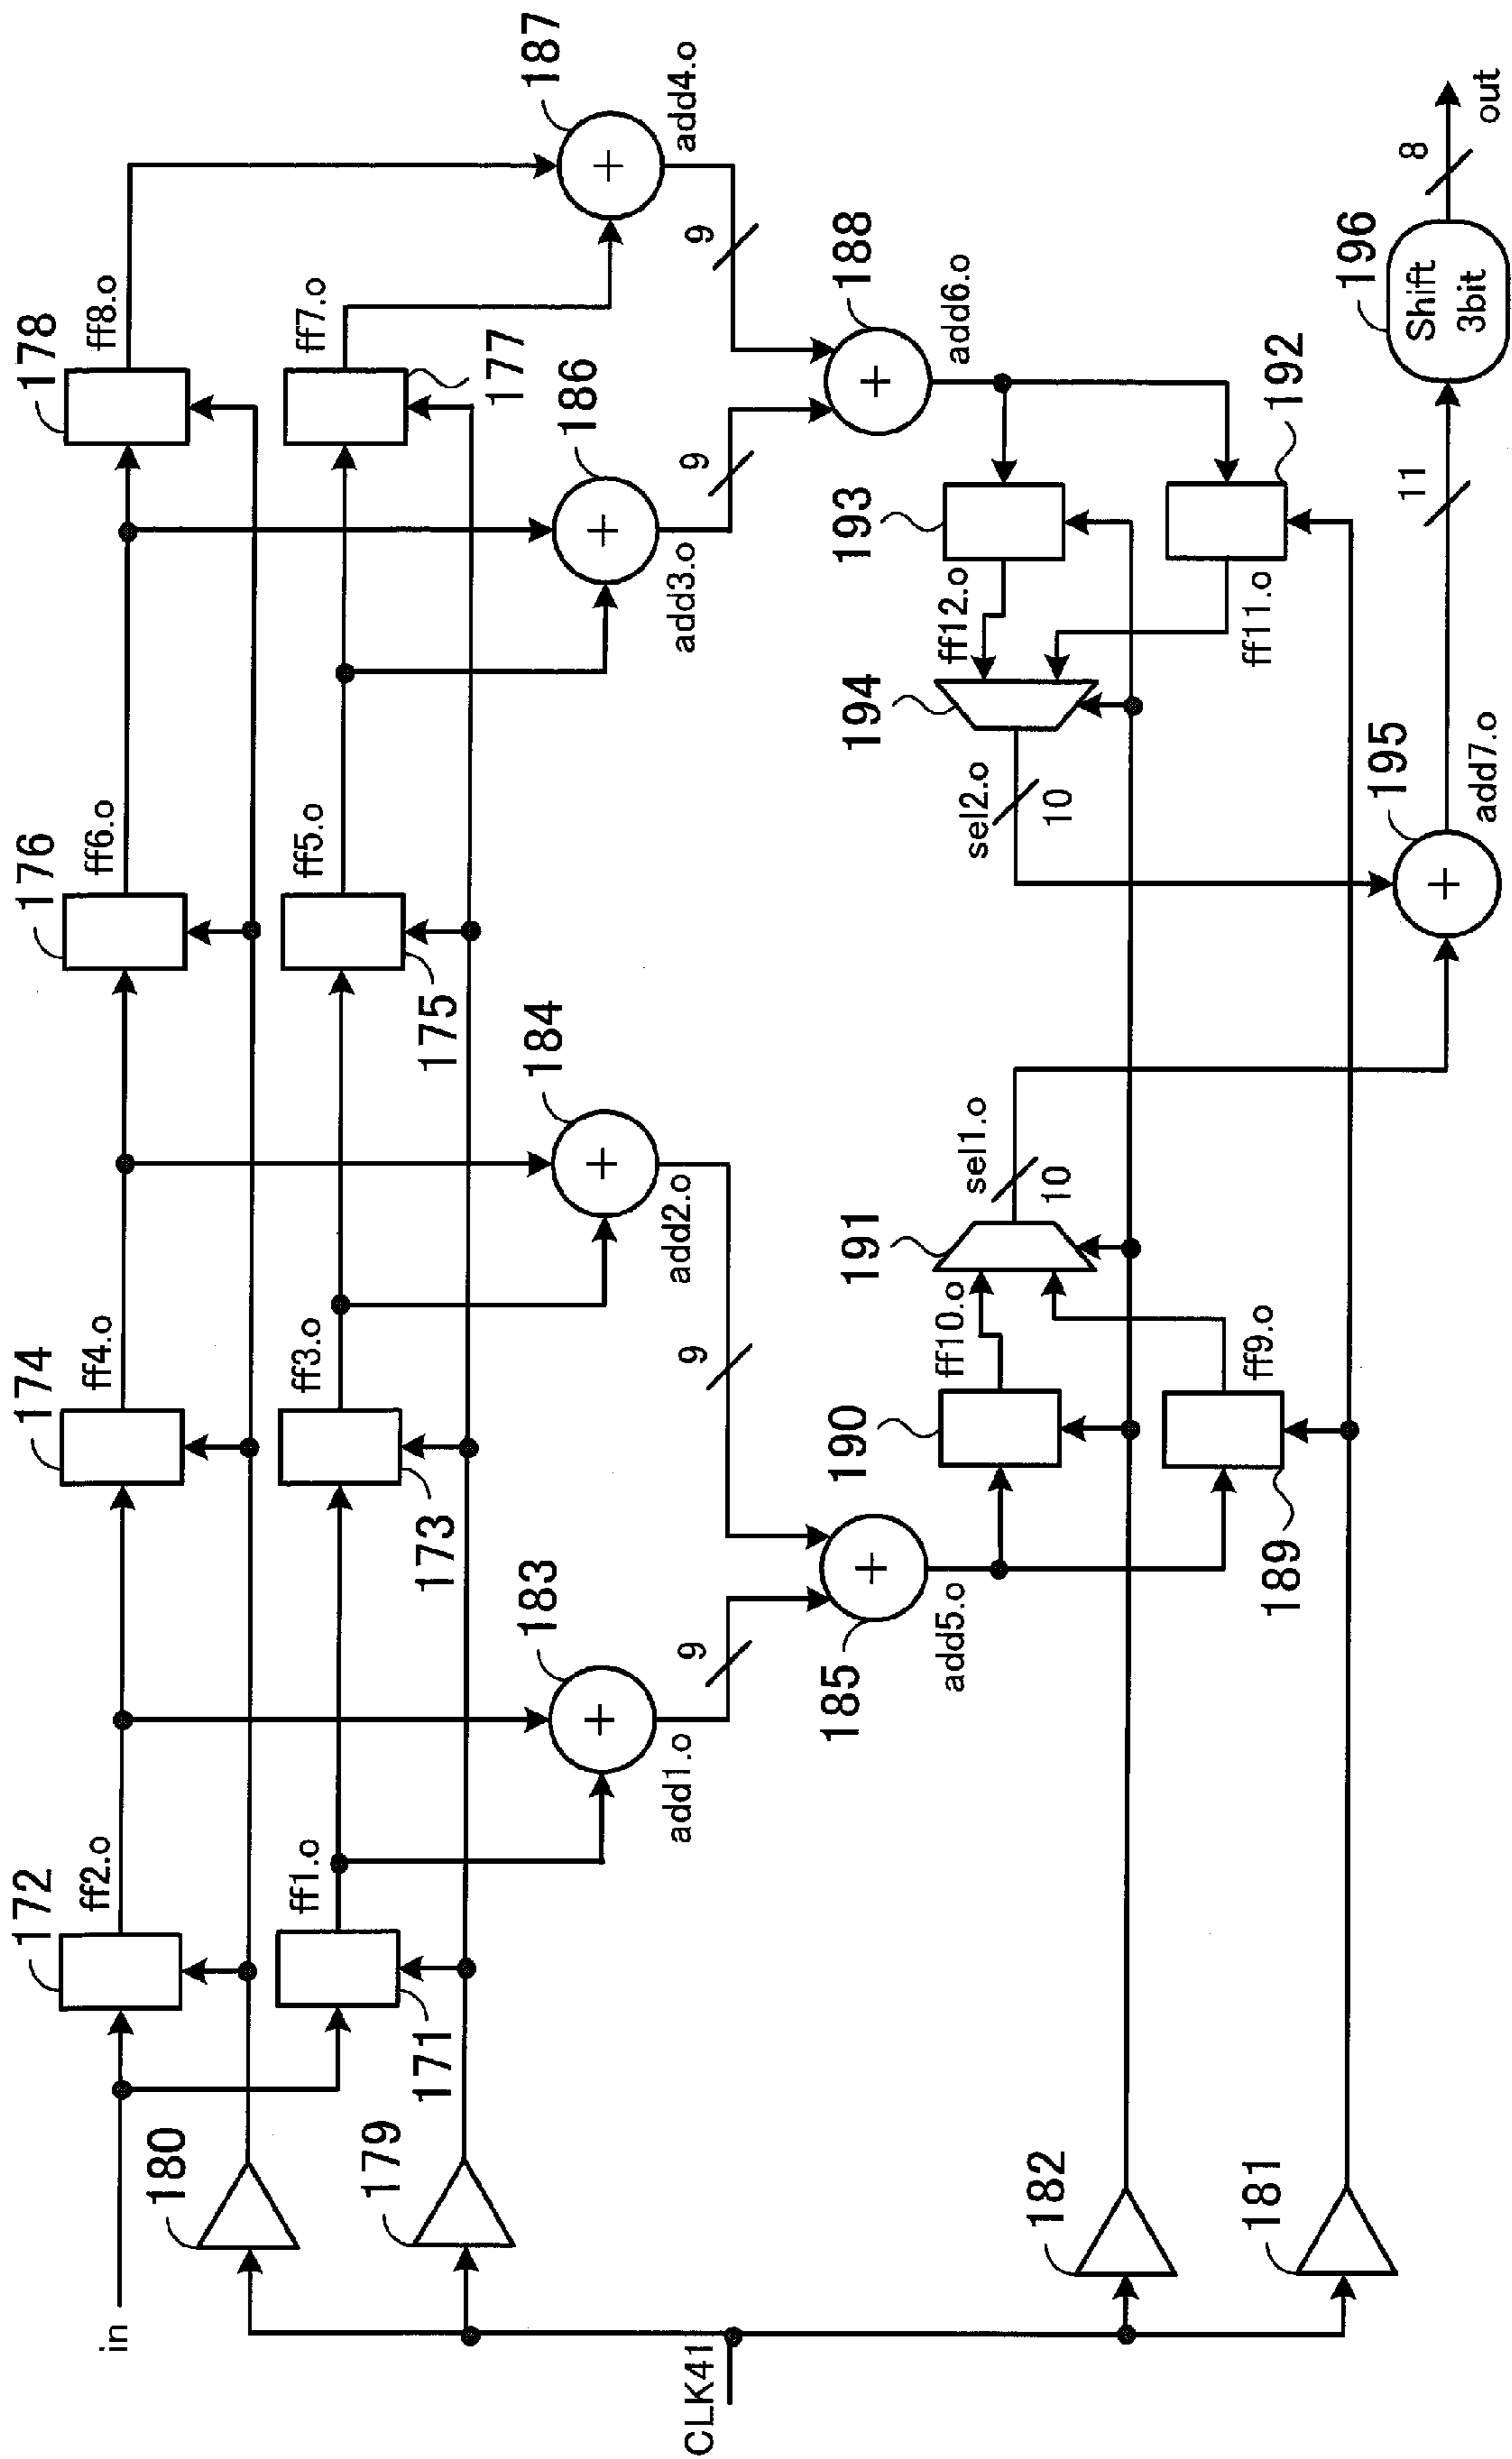 in
CLK41
180
179
182
181
172
ff2.o
ff1.o
171
174
ff4.o
ff3.o
173
176
ff6.o
ff5.o
175
178
ff8.o
ff7.o
177
183
add1.o
184
add2.o
186
add3.o
187
add4.o
9
9
9
9
185
add5.o
188
add6.o
190
ff10.o
189
ff9.o
191
sel1.o
10
193
ff12.o
192
ff11.o
194
sel2.o
10
195
add7.o
11
196
Shift
3bit
8
out